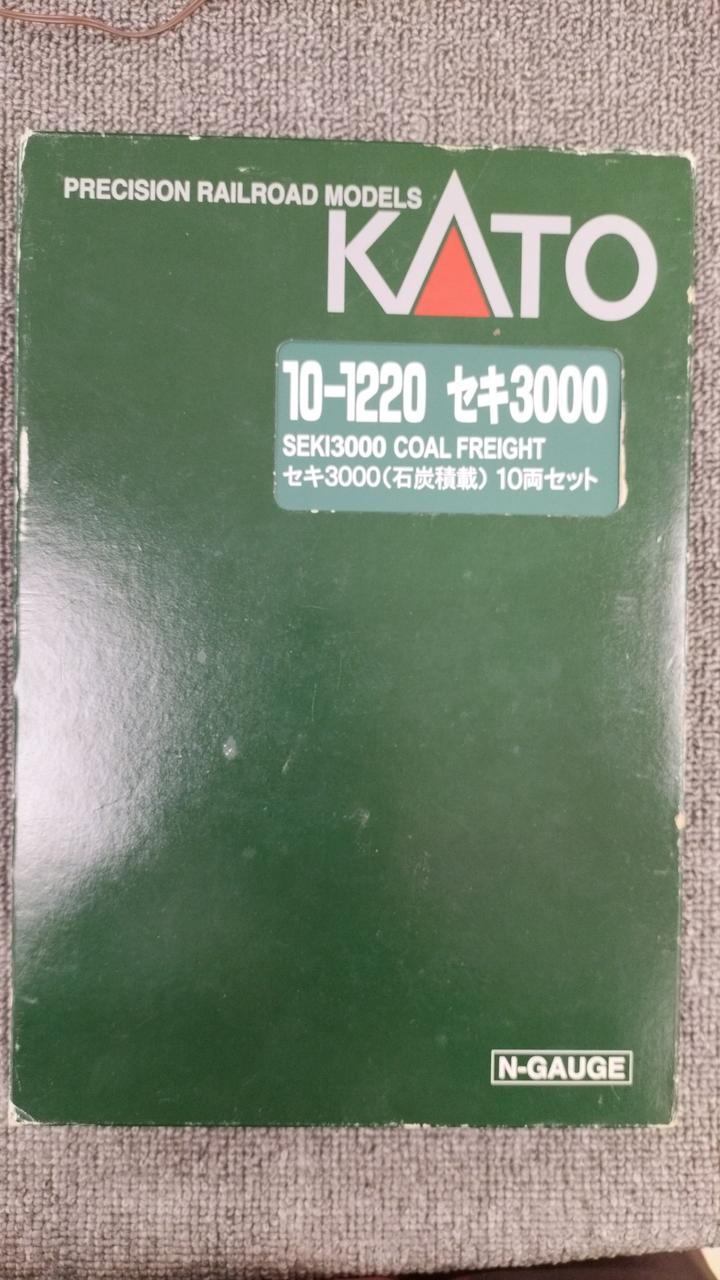 PRECISION RAILROAD MODELS
KATO
10-1220 セキ3000
SEKI3000 COAL FREIGHT
セキ3000(石炭積載) 10両セット
N-GAUGE